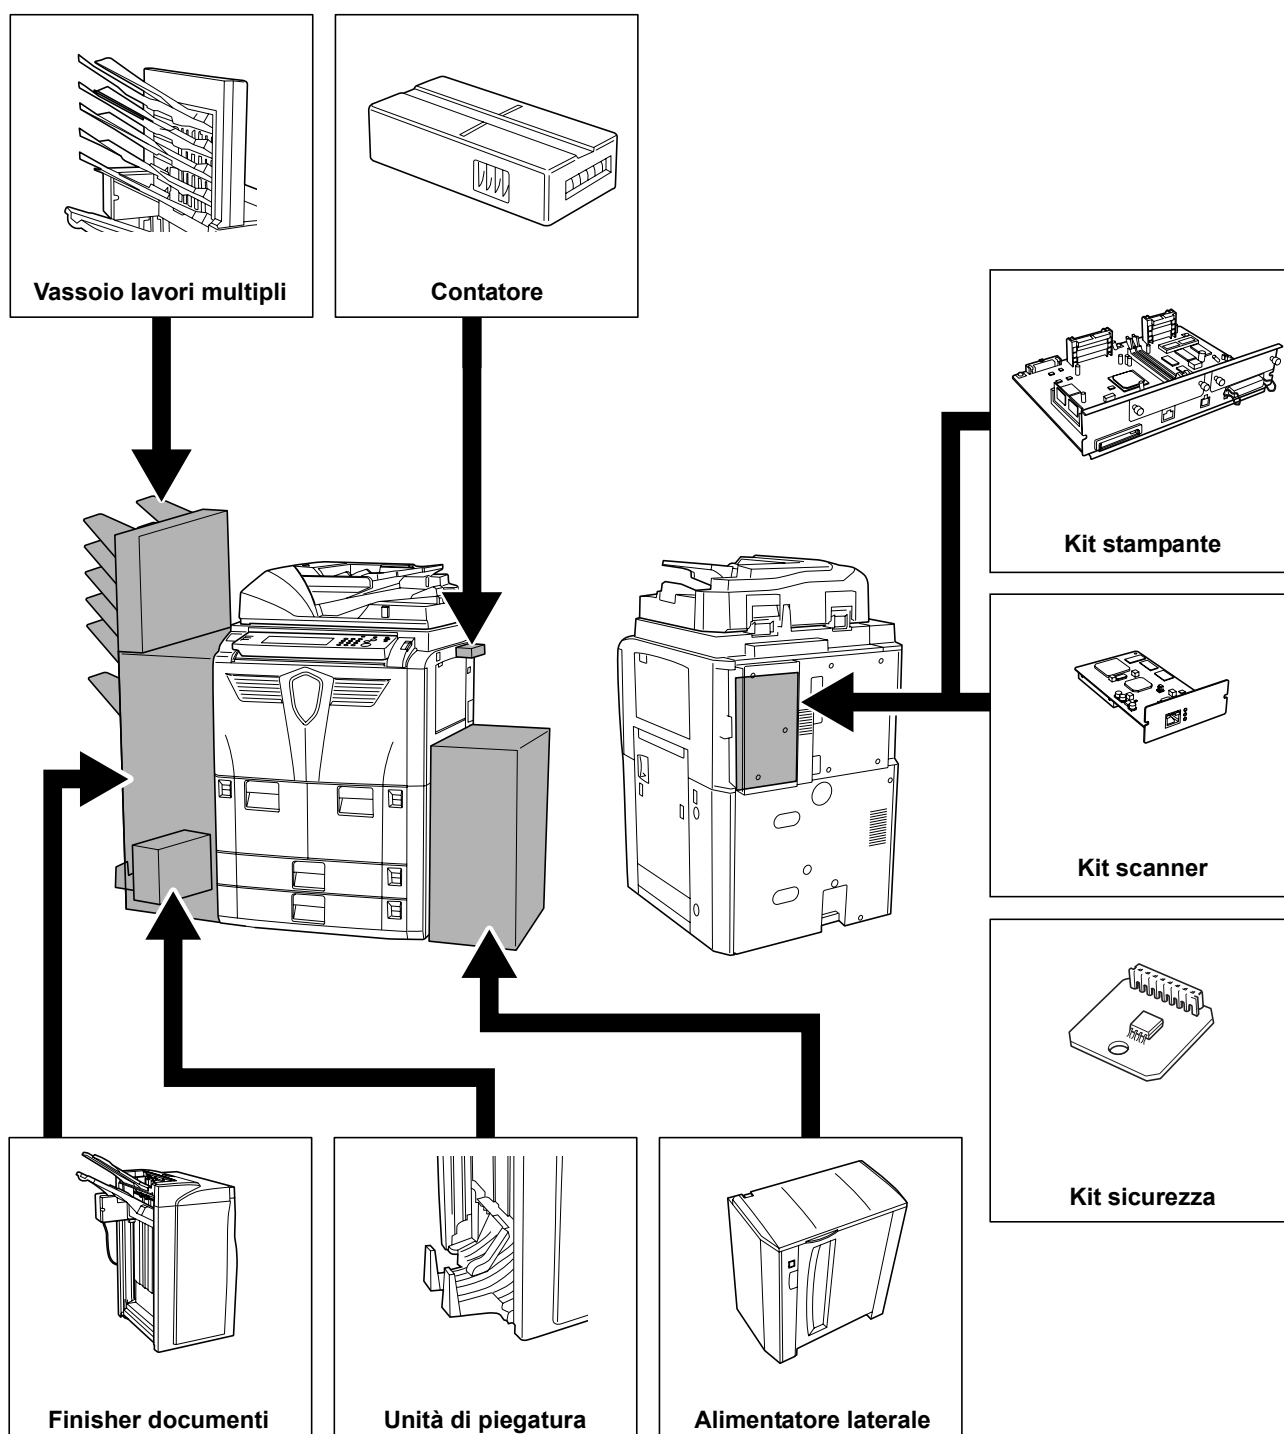 Vassoio lavori multipli
Contatore
Kit stampante
Kit scanner
Kit sicurezza
Finisher documenti
Unità di piegatura
Alimentatore laterale